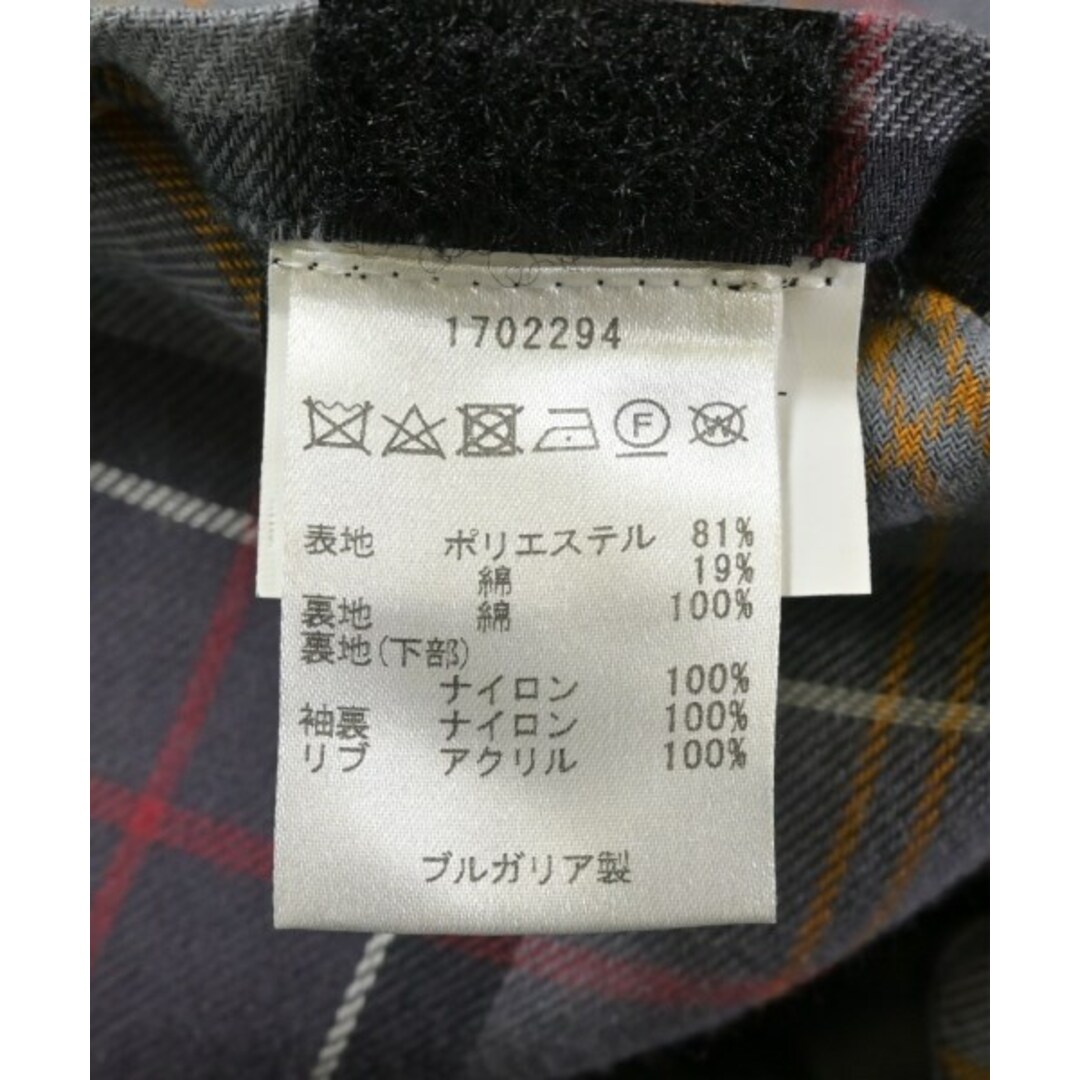 1702294
F W
表地 ポリエステル 81%
綿 19%
裏地 綿 100%
裏地(下部)
ナイロン 100%
袖裏 ナイロン 100%
リブ アクリル 100%
ブルガリア製